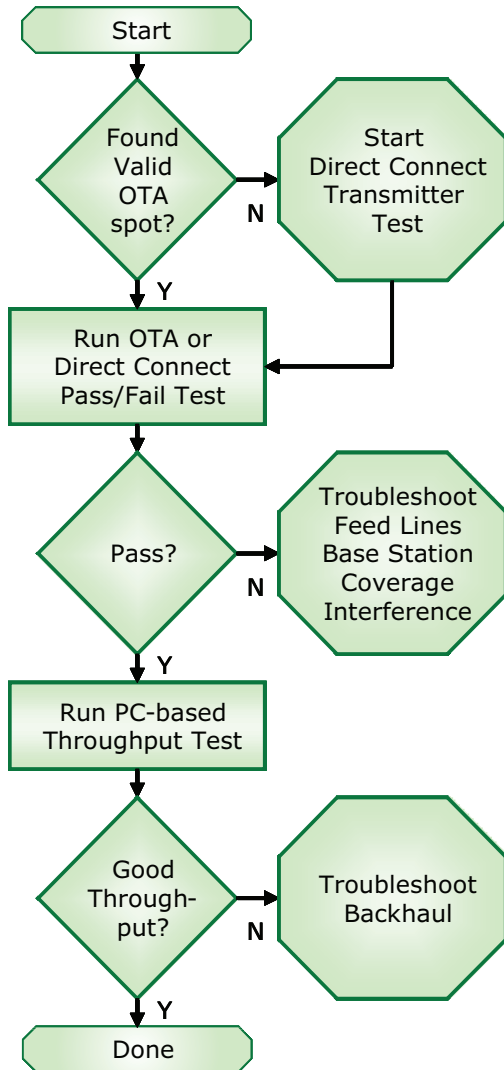 Start
Found
Valid
OTA
spot?
N
Start
Direct Connect
Transmitter
Test
Y
Run OTA or
Direct Connect
Pass/Fail Test
Pass?
N
Troubleshoot
Feed Lines
Base Station
Coverage
Interference
Y
Run PC-based
Throughput Test
Good
Through-
put?
N
Troubleshoot
Backhaul
Y
Done